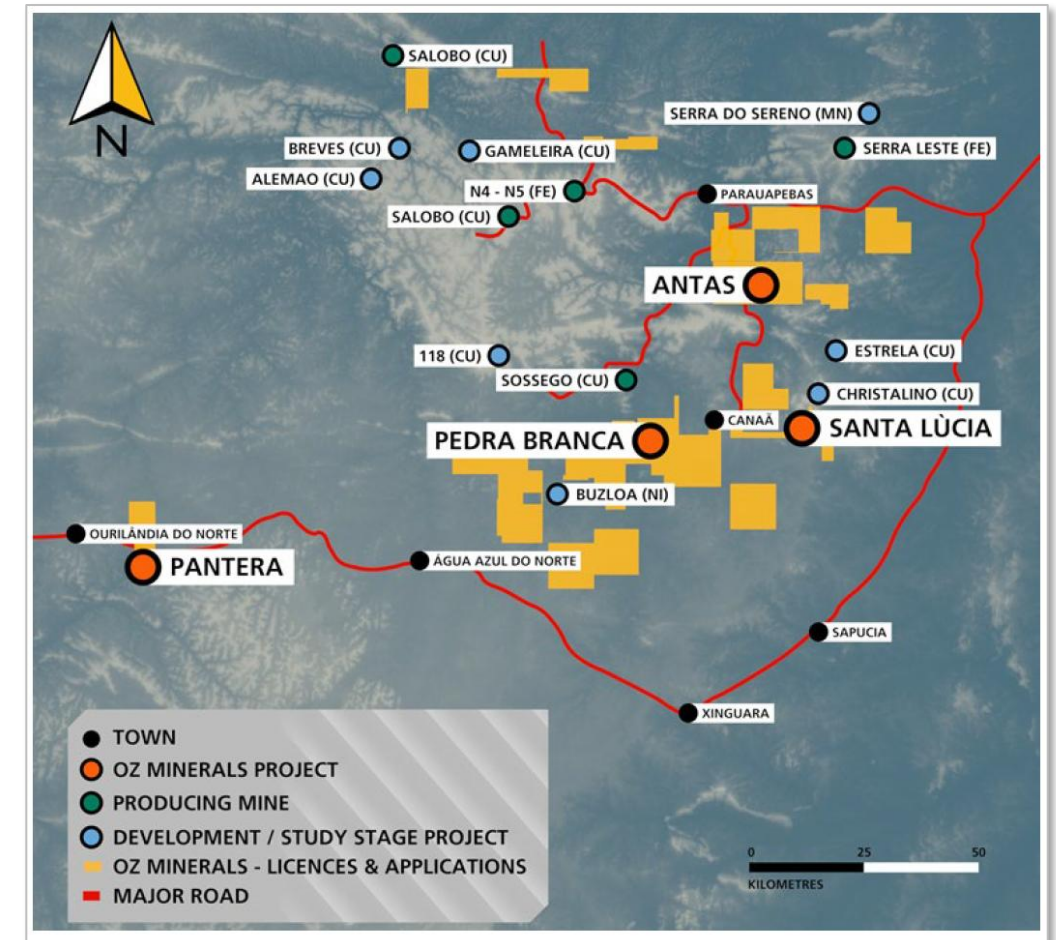 SALOBO (CU)
SERRA DO SERENO (MN)
BREVES (CU)
GAMELEIRA (CU)
SERRA LESTE (FE)
ALEMAO (CU)
N4 - N5 (FE)
PARAUAPEBAS
SALOBO (CU)
ANTAS
118 (CU)
ESTRELA (CU)
SOSSEGO (CU)
CHRISTALINO (CU)
CANAÃ
SANTA LÙCIA
PEDRA BRANCA
BUZLOA (NI)
OURILÂNDIA DO NORTE
ÁGUA AZUL DO NORTE
PANTERA
SAPUCIA
XINGUARA
N
TOWN
OZ MINERALS PROJECT
PRODUCING MINE
DEVELOPMENT / STUDY STAGE PROJECT
OZ MINERALS - LICENCES & APPLICATIONS
MAJOR ROAD
0 25 50
KILOMETRES